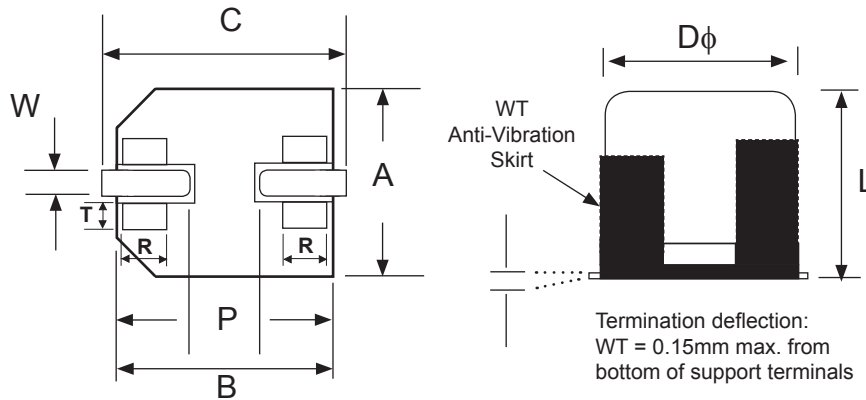 C
W
A
T
R
R
P
B
Dϕ
WT
Anti-Vibration
Skirt
L
Termination deflection:
WT = 0.15mm max. from
bottom of support terminals